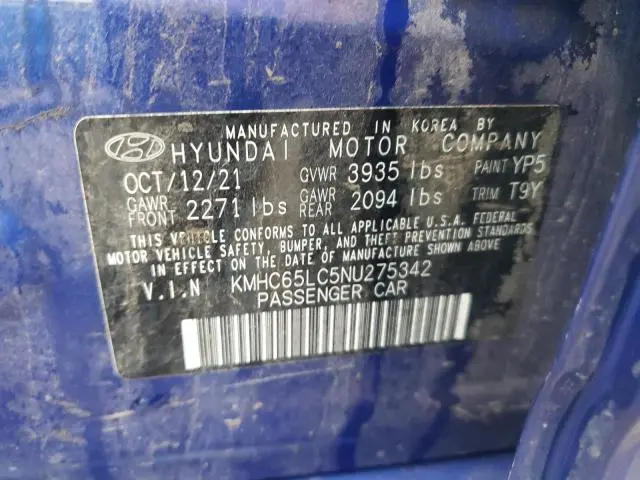 MANUFACTURED IN KOREA BY
HYUNDAI MOTOR COMPANY
OCT/12/21 GVWR 3935 lbs PAINT YP5
GAWR FRONT 2271 lbs GAWR REAR 2094 lbs TRIM T9Y
THIS VEHICLE CONFORMS TO ALL APPLICABLE U.S.A. FEDERAL
MOTOR VEHICLE SAFETY, BUMPER, AND THEFT PREVENTION STANDARDS
IN EFFECT ON THE DATE OF MANUFACTURE SHOWN ABOVE.
V.I.N KMHC65LC5NU275342
PASSENGER CAR